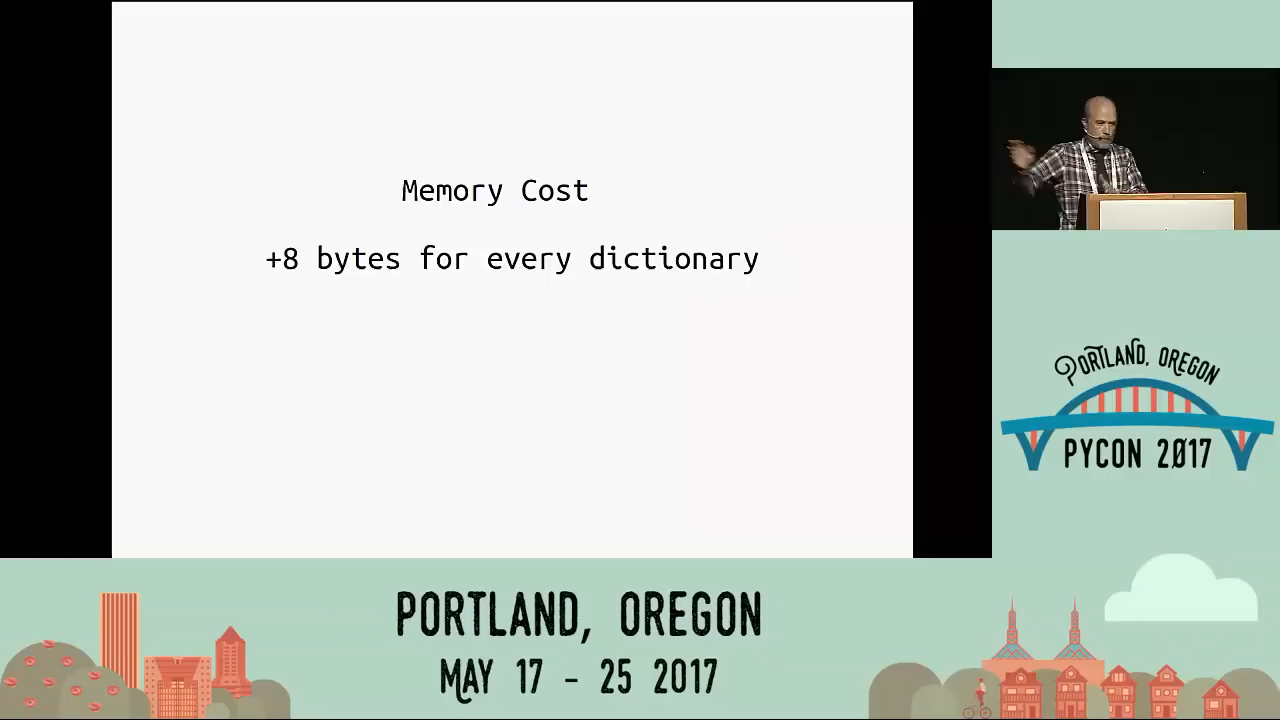 Memory Cost
+8 bytes for every dictionary
PORTLAND, OREGON
PYCON 2017
PORTLAND, OREGON
MAY 17 - 25 2017